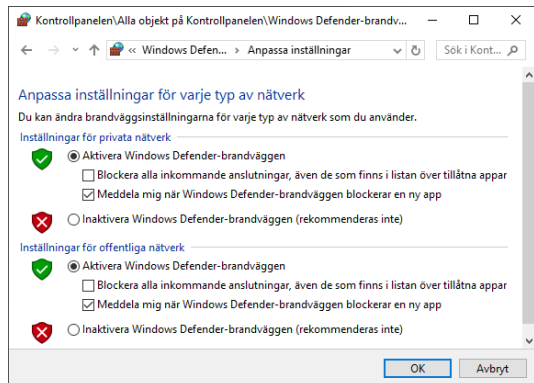 Kontrollpanelen\Alla objekt på Kontrollpanelen\Windows Defender-brandv...
« Windows Defen... › Anpassa inställningar
Sök i Kont...
Anpassa inställningar för varje typ av nätverk
Du kan ändra brandväggsinställningarna för varje typ av nätverk som du använder.
Inställningar för privata nätverk
Aktivera Windows Defender-brandväggen
Blockera alla inkommande anslutningar, även de som finns i listan över tillåtna appar
Meddela mig när Windows Defender-brandväggen blockerar en ny app
Inaktivera Windows Defender-brandväggen (rekommenderas inte)
Inställningar för offentliga nätverk
Aktivera Windows Defender-brandväggen
Blockera alla inkommande anslutningar, även de som finns i listan över tillåtna appar
Meddela mig när Windows Defender-brandväggen blockerar en ny app
Inaktivera Windows Defender-brandväggen (rekommenderas inte)
OK
Avbryt